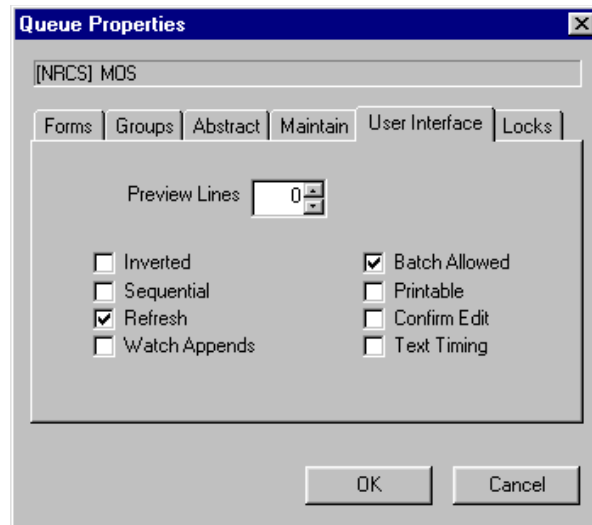 Queue Properties
[NRCS] MOS
Forms Groups Abstract Maintain User Interface Locks
Preview Lines 0
Inverted Batch Allowed
Sequential Printable
Refresh Confirm Edit
Watch Appends Text Timing
OK Cancel